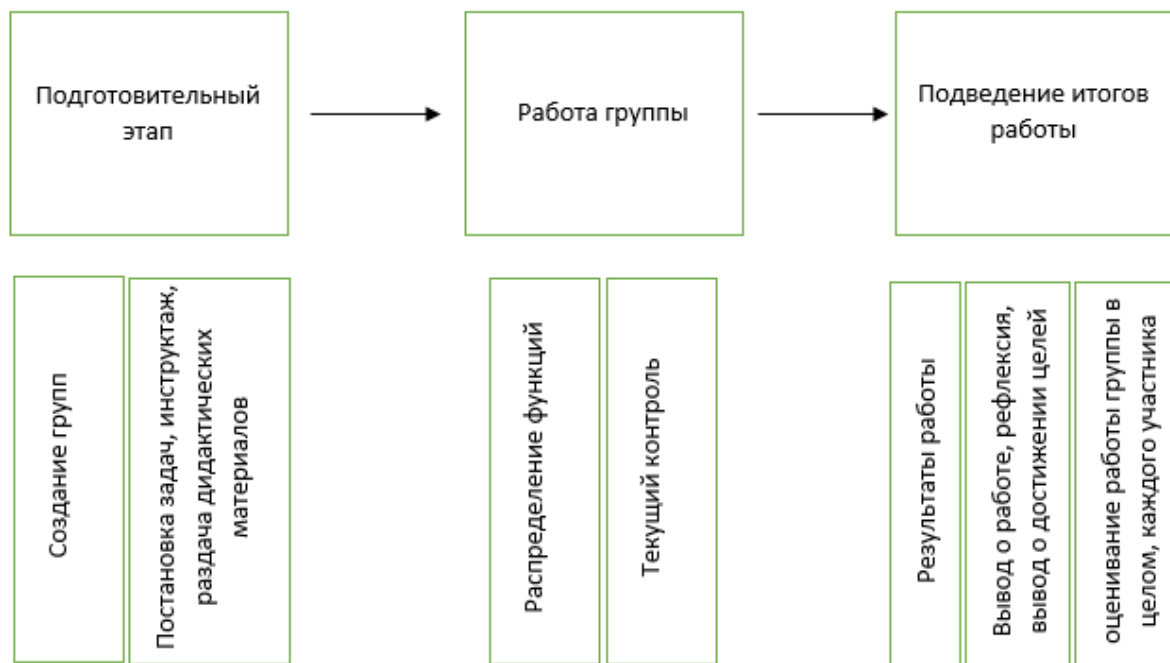 Подготовительный
этап
Работа группы
Подведение итогов
работы
Создание групп
Постановка задач, инструктаж,
раздача дидактических
материалов
Распределение функций
Текущий контроль
Результаты работы
Вывод о работе, рефлексия,
вывод о достижении целей
оценивание работы группы в
целом, каждого участника